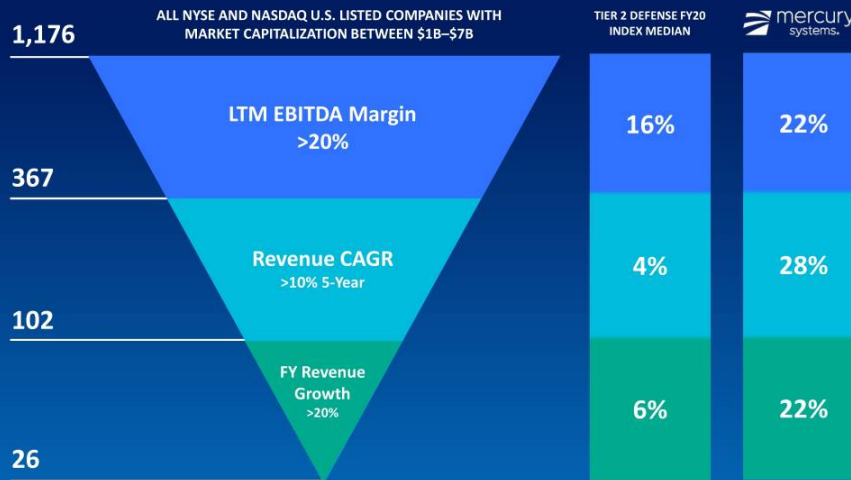 1,176
ALL NYSE AND NASDAQ U.S. LISTED COMPANIES WITH
MARKET CAPITALIZATION BETWEEN $1B–$7B
TIER 2 DEFENSE FY20
INDEX MEDIAN
mercury
systems.
LTM EBITDA Margin
>20%
16%
22%
367
Revenue CAGR
>10% 5-Year
4%
28%
102
FY Revenue
Growth
>20%
6%
22%
26